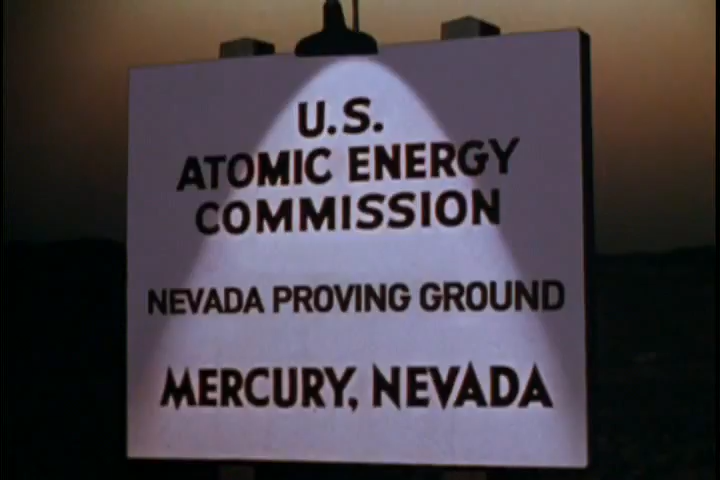 U.S.
ATOMIC ENERGY
COMMISSION
NEVADA PROVING GROUND
MERCURY, NEVADA